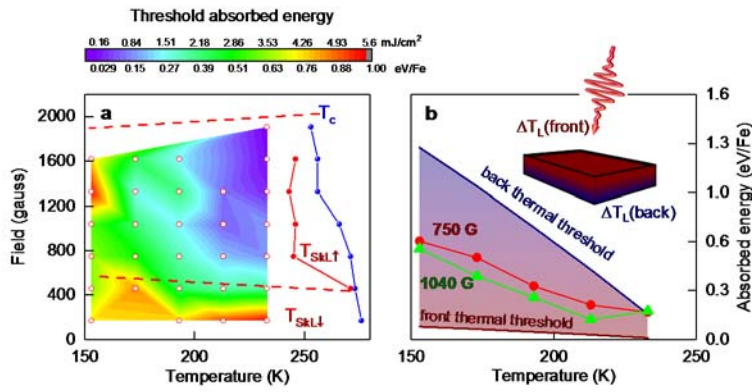 Threshold absorbed energy
0.16 0.84 1.51 2.18 2.86 3.53 4.26 4.93 5.6 mJ/cm²
0.029 0.15 0.27 0.39 0.51 0.63 0.76 0.88 1.00 eV/Fe
a
T_c
T_SkL↑
T_SkL↓
Field (gauss)
2000
1600
1200
800
400
0
150 200 250
Temperature (K)
b
ΔT_L(front)
ΔT_L(back)
back thermal threshold
750 G
1040 G
front thermal threshold
1.6
1.3
1.0
0.6
0.3
0.0
Absorbed energy (eV/Fe)
150 200 250
Temperature (K)